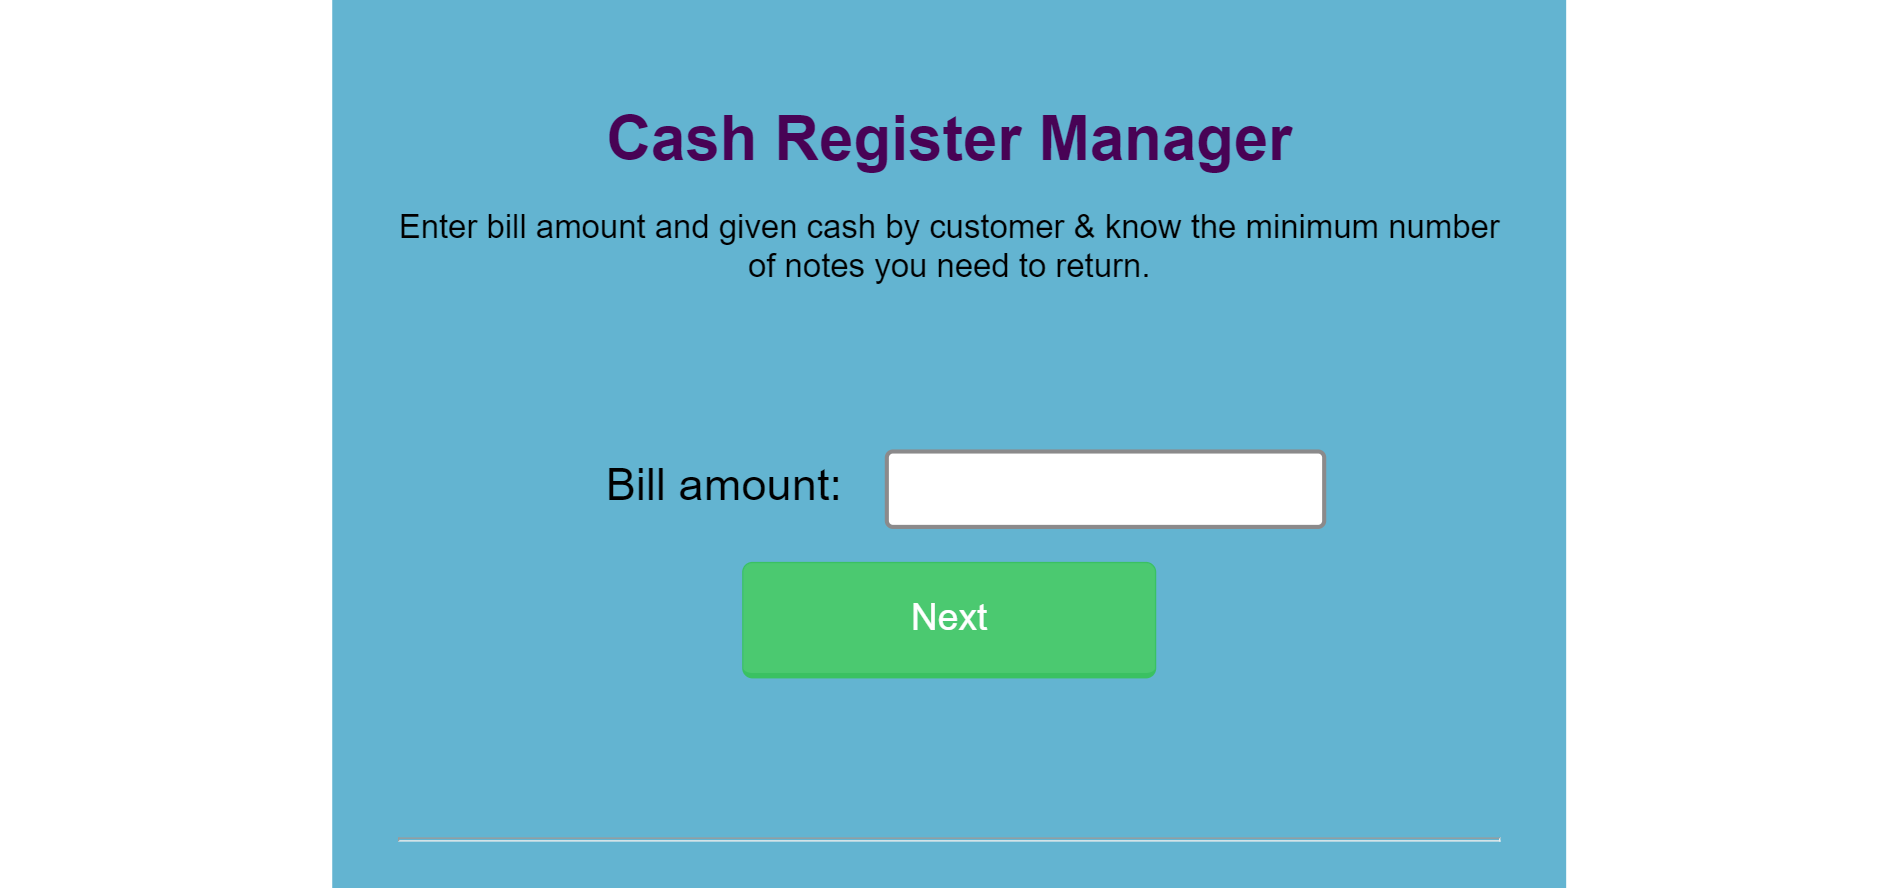 Cash Register Manager
Enter bill amount and given cash by customer & know the minimum number
of notes you need to return.
Bill amount:
Next